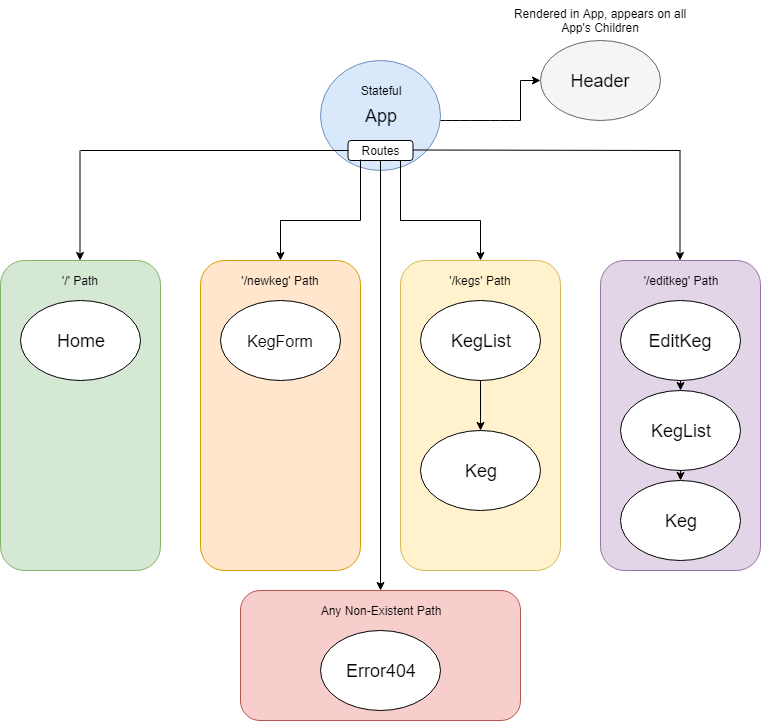 Rendered in App, appears on all
App's Children
Header
Stateful
App
Routes
'/' Path
Home
'/newkeg' Path
KegForm
'/kegs' Path
KegList
Keg
'/editkeg' Path
EditKeg
KegList
Keg
Any Non-Existent Path
Error404